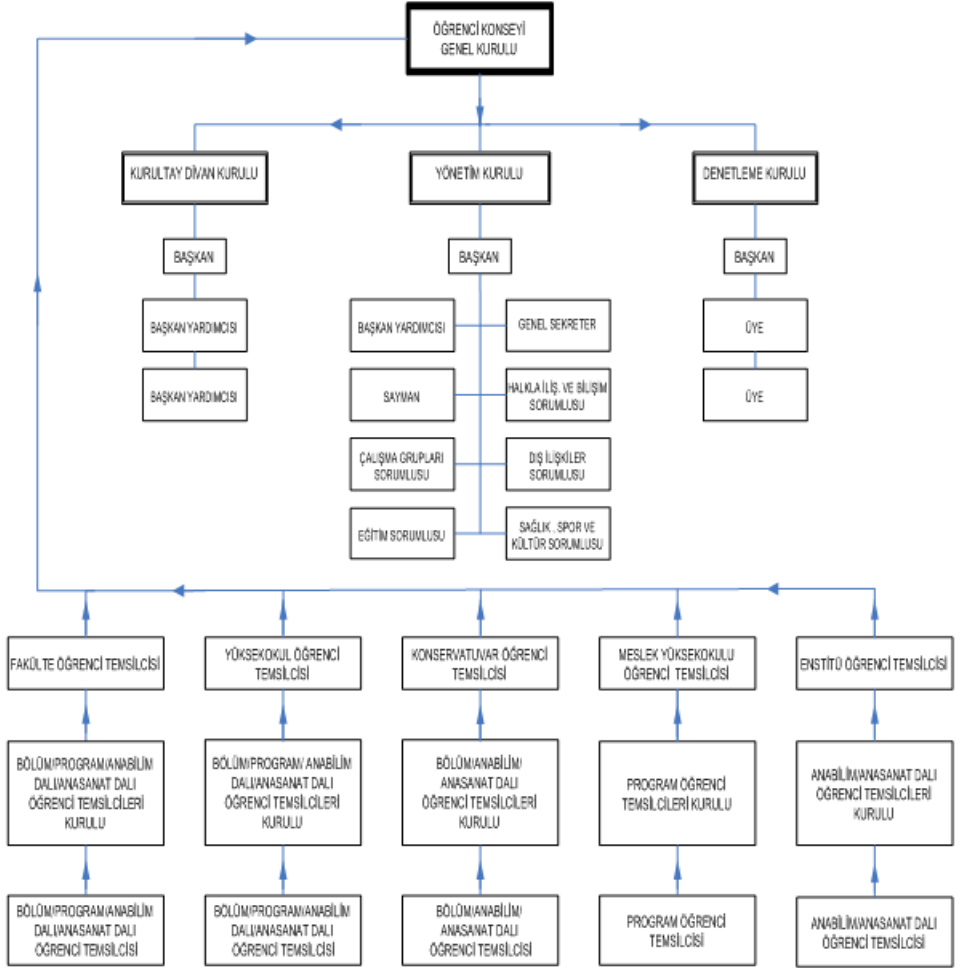 ÖĞRENCİ KONSEYİ
GENEL KURULU
KURULTAY DİVAN KURULU
YÖNETİM KURULU
DENETLEME KURULU
BAŞKAN
BAŞKAN
BAŞKAN
BAŞKAN YARDIMCISI
BAŞKAN YARDIMCISI
GENEL SEKRETER
ÜYE
BAŞKAN YARDIMCISI
SAYMAN
HALKLA İLİŞ. VE BİLİŞİM
SORUMLUSU
ÜYE
ÇALIŞMA GRUPLARI
SORUMLUSU
DIŞ İLİŞKİLER
SORUMLUSU
EĞİTİM SORUMLUSU
SAĞLIK , SPOR VE
KÜLTÜR SORUMLUSU
FAKÜLTE ÖĞRENCİ TEMSİLCİSİ
YÜKSEKOKUL ÖĞRENCİ
TEMSİLCİSİ
KONSERVATUVAR ÖĞRENCİ
TEMSİLCİSİ
MESLEK YÜKSEKOKULU
ÖĞRENCİ TEMSİLCİSİ
ENSTİTÜ ÖĞRENCİ TEMSİLCİSİ
BÖLÜM/PROGRAM/ANABİLİM
DALI/ANASANAT DALI
ÖĞRENCİ TEMSİLCİLERİ
KURULU
BÖLÜM/PROGRAM/ ANABİLİM
DALI/ANASANAT DALI
ÖĞRENCİ TEMSİLCİLERİ
KURULU
BÖLÜM/ANABİLİM/
ANASANAT DALI
ÖĞRENCİ TEMSİLCİLERİ
KURULU
PROGRAM ÖĞRENCİ
TEMSİLCİLERİ KURULU
ANABİLİM/ANASANAT DALI
ÖĞRENCİ TEMSİLCİLERİ
KURULU
BÖLÜM/PROGRAM/ANABİLİM
DALI/ANASANAT DALI
ÖĞRENCİ TEMSİLCİSİ
BÖLÜM/PROGRAM/ANABİLİM
DALI/ANASANAT DALI
ÖĞRENCİ TEMSİLCİSİ
BÖLÜM/ANABİLİM/
ANASANAT DALI
ÖĞRENCİ TEMSİLCİSİ
PROGRAM ÖĞRENCİ
TEMSİLCİSİ
ANABİLİM/ANASANAT DALI
ÖĞRENCİ TEMSİLCİSİ